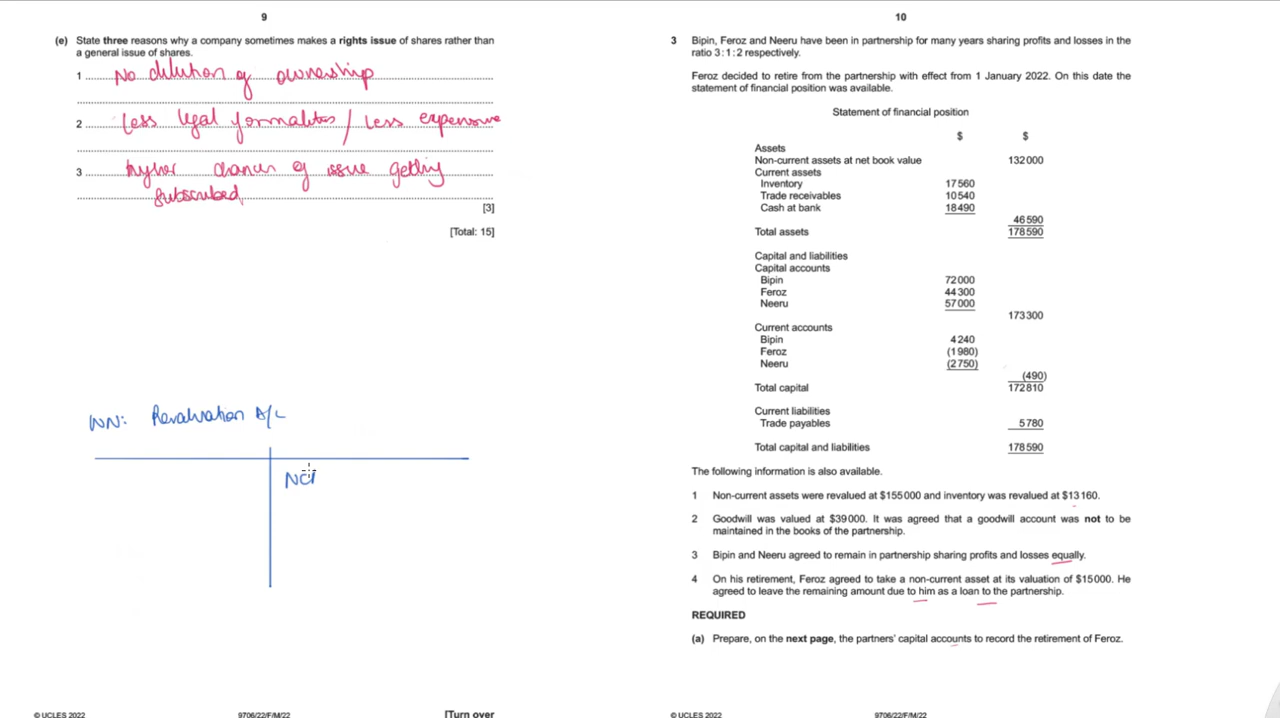 9
(e) State three reasons why a company sometimes makes a rights issue of shares rather than
a general issue of shares.
1 No dilution of ownership
2 Less legal formalities / Less expensive
3 higher chances of issue getting
subscribed
[3]
[Total: 15]
WN: Revaluation A/C
NCA
© UCLES 2022 9706/22/F/M/22 [Turn over
10
3 Bipin, Feroz and Neeru have been in partnership for many years sharing profits and losses in the
ratio 3:1:2 respectively.
Feroz decided to retire from the partnership with effect from 1 January 2022. On this date the
statement of financial position was available.
Statement of financial position
$ $
Assets
Non-current assets at net book value 132000
Current assets
Inventory 17560
Trade receivables 10540
Cash at bank 18490
46590
Total assets 178590
Capital and liabilities
Capital accounts
Bipin 72000
Feroz 44300
Neeru 57000
173300
Current accounts
Bipin 4240
Feroz (1980)
Neeru (2750)
(490)
Total capital 172810
Current liabilities
Trade payables 5780
Total capital and liabilities 178590
The following information is also available.
1 Non-current assets were revalued at $155000 and inventory was revalued at $13160.
2 Goodwill was valued at $39000. It was agreed that a goodwill account was not to be
maintained in the books of the partnership.
3 Bipin and Neeru agreed to remain in partnership sharing profits and losses equally.
4 On his retirement, Feroz agreed to take a non-current asset at its valuation of $15000. He
agreed to leave the remaining amount due to him as a loan to the partnership.
REQUIRED
(a) Prepare, on the next page, the partners' capital accounts to record the retirement of Feroz.
© UCLES 2022 9706/22/F/M/22